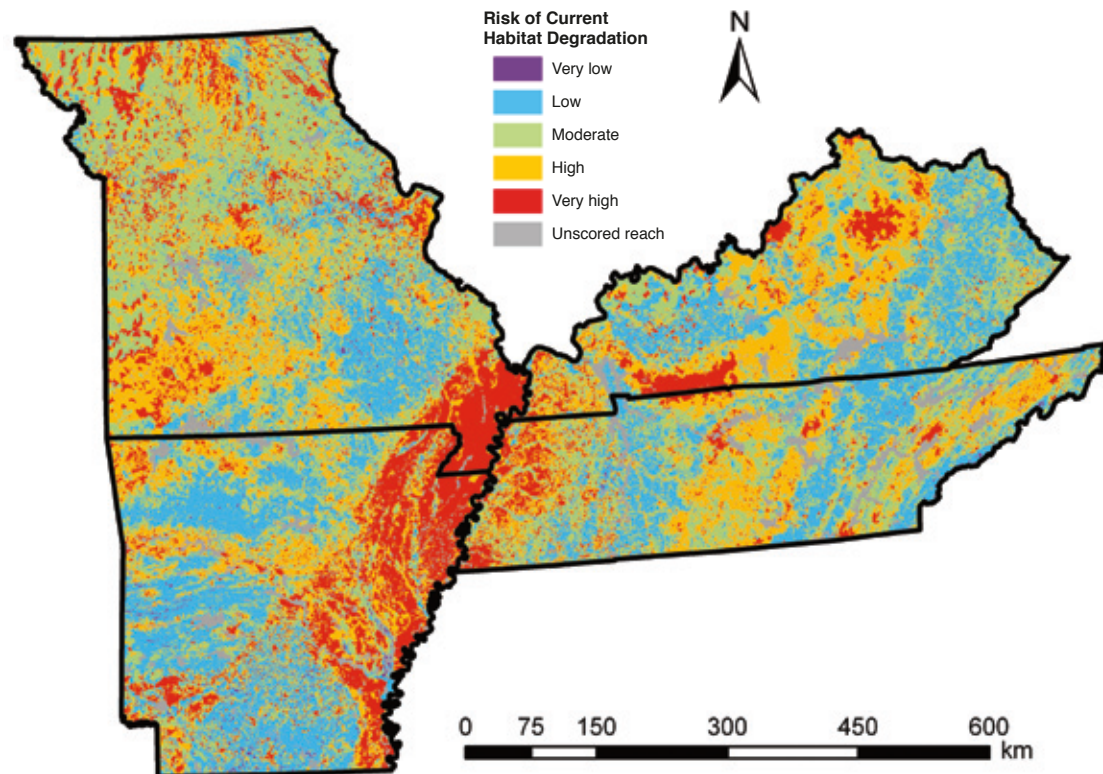 Risk of Current
Habitat Degradation
Very low
Low
Moderate
High
Very high
Unscored reach
N
0 75 150 300 450 600
km